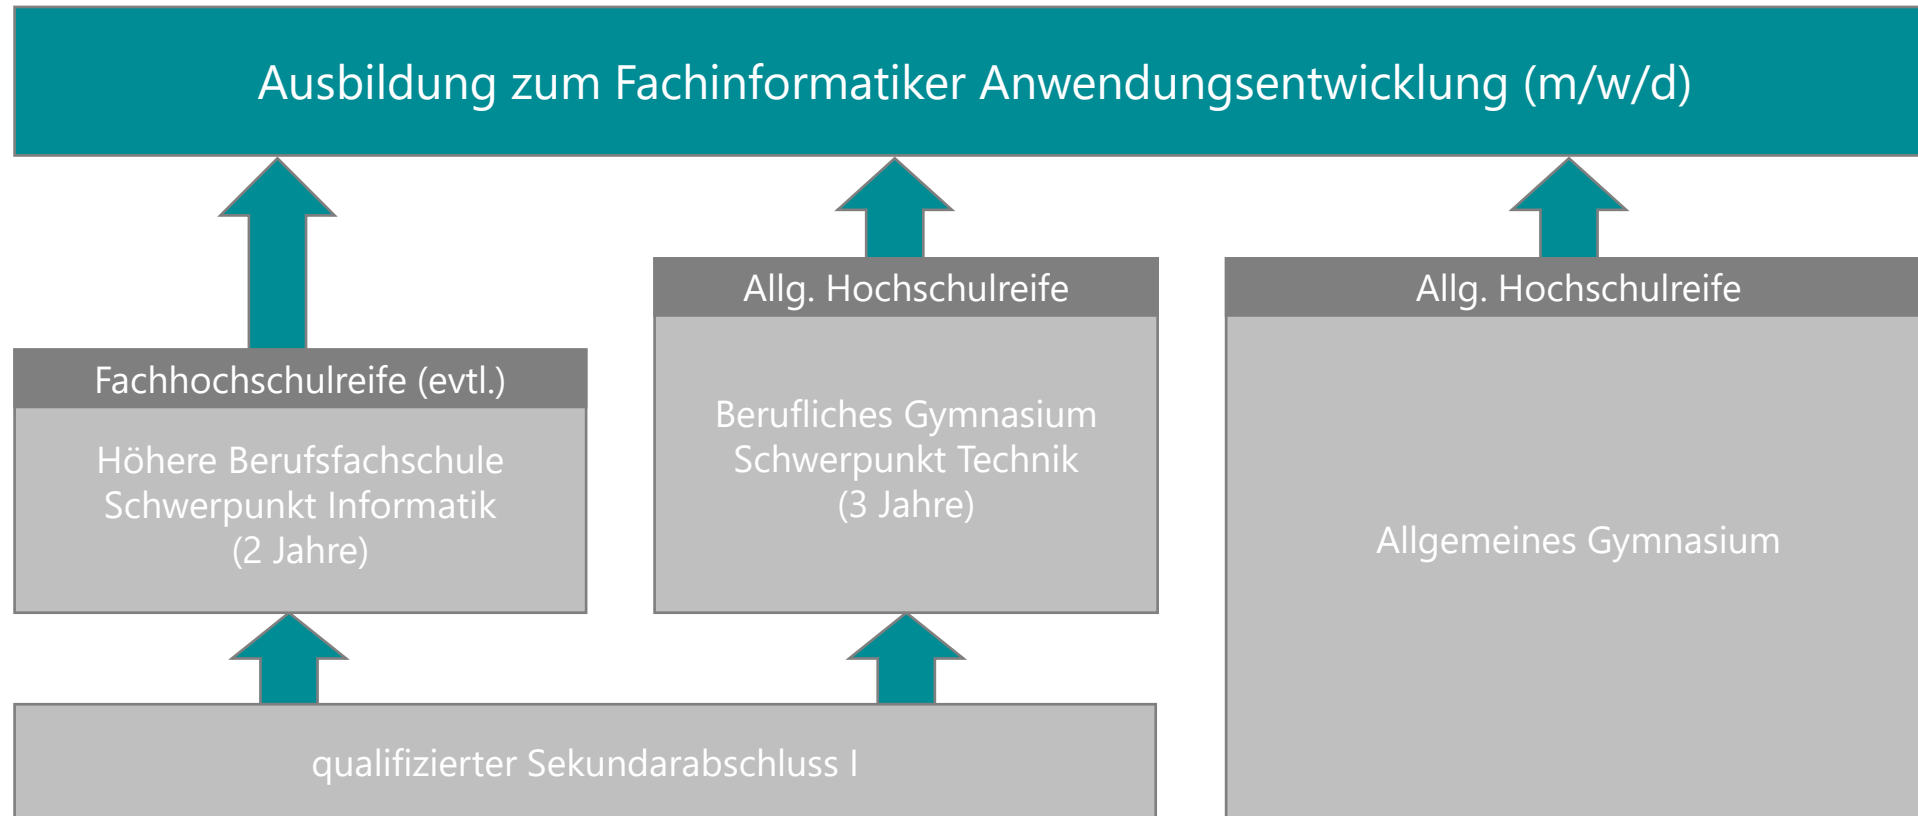 Ausbildung zum Fachinformatiker Anwendungsentwicklung (m/w/d)
Fachhochschulreife (evtl.)
Höhere Berufsfachschule
Schwerpunkt Informatik
(2 Jahre)
Allg. Hochschulreife
Berufliches Gymnasium
Schwerpunkt Technik
(3 Jahre)
Allg. Hochschulreife
Allgemeines Gymnasium
qualifizierter Sekundarabschluss I